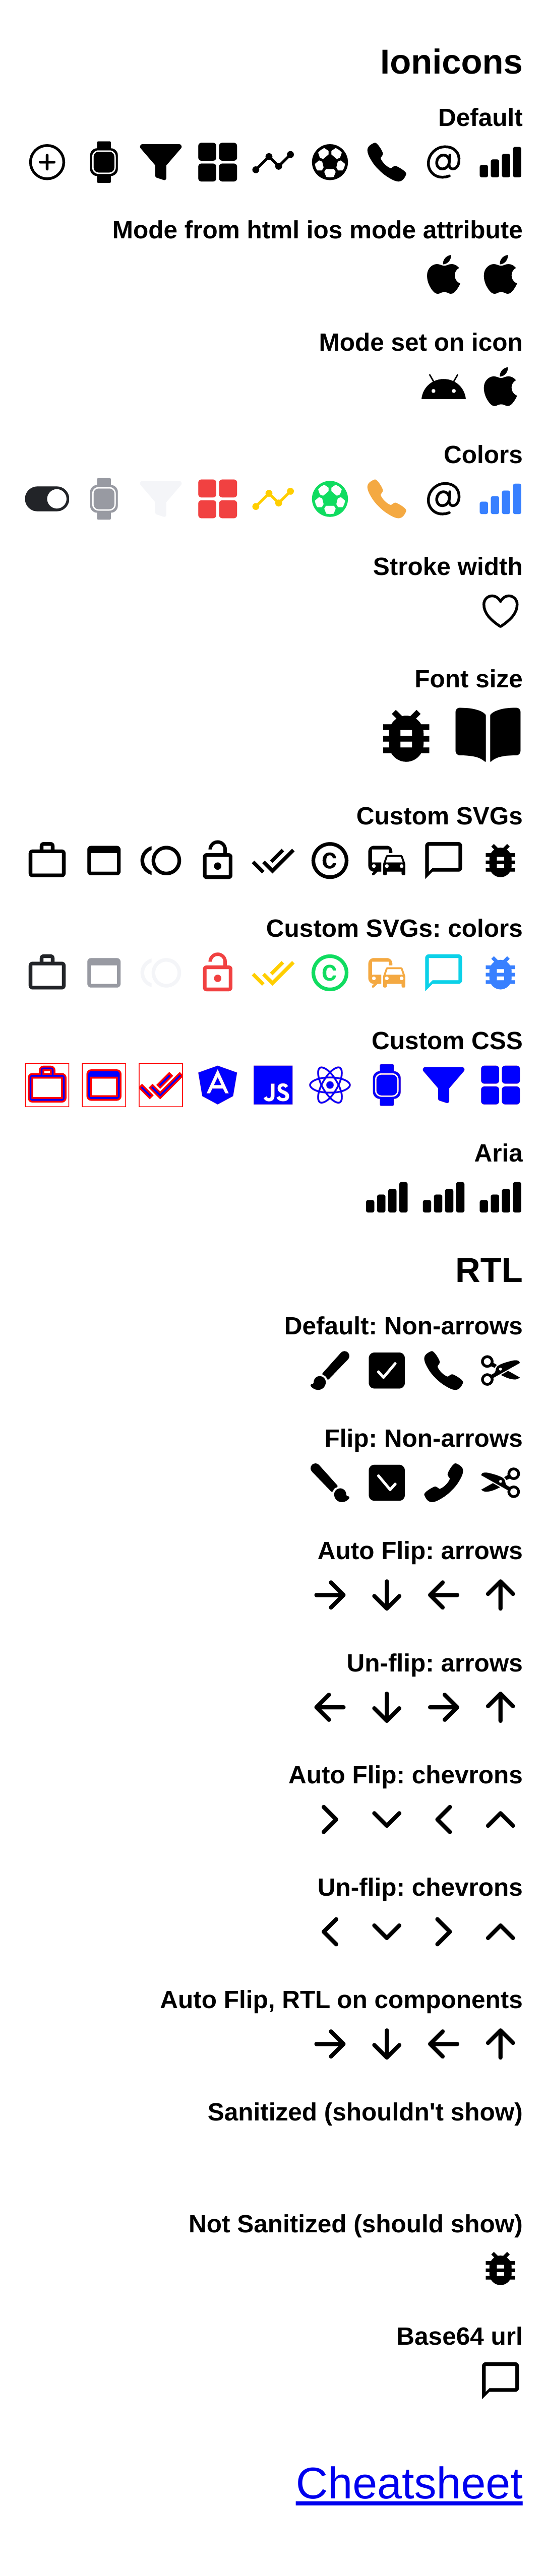 Ionicons
Default
Mode from html ios mode attribute
Mode set on icon
Colors
Stroke width
Font size
Custom SVGs
Custom SVGs: colors
Custom CSS
JS
Aria
RTL
Default: Non-arrows
Flip: Non-arrows
Auto Flip: arrows
Un-flip: arrows
Auto Flip: chevrons
Un-flip: chevrons
Auto Flip, RTL on components
Sanitized (shouldn't show)
Not Sanitized (should show)
Base64 url
Cheatsheet